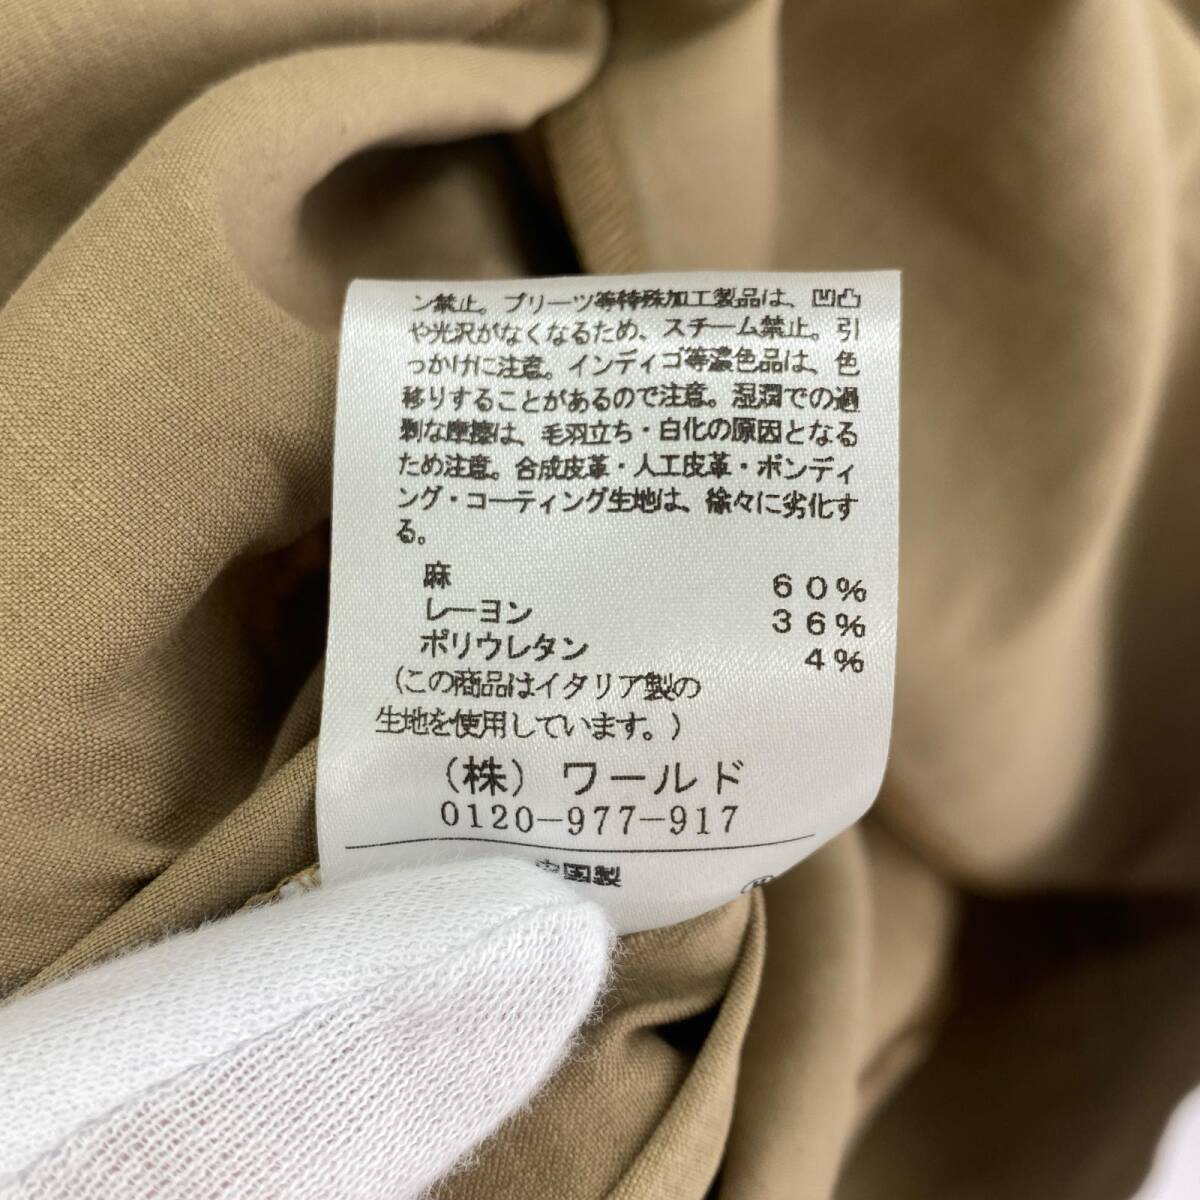 ン禁止。プリーツ等特殊加工製品は、凹凸
や光沢がなくなるため、スチーム禁止。引
っかけに注意。インディゴ等濃色品は、色
移りすることがあるので注意。湿潤での過
剰な摩擦は、毛羽立ち・白化の原因となる
ため注意。合成皮革・人工皮革・ボンディ
ング・コーティング生地は、徐々に劣化す
る。
麻 60%
レーヨン 36%
ポリウレタン 4%
（この商品はイタリア製の
生地を使用しています。）
（株）ワールド
0120-977-917
中国製